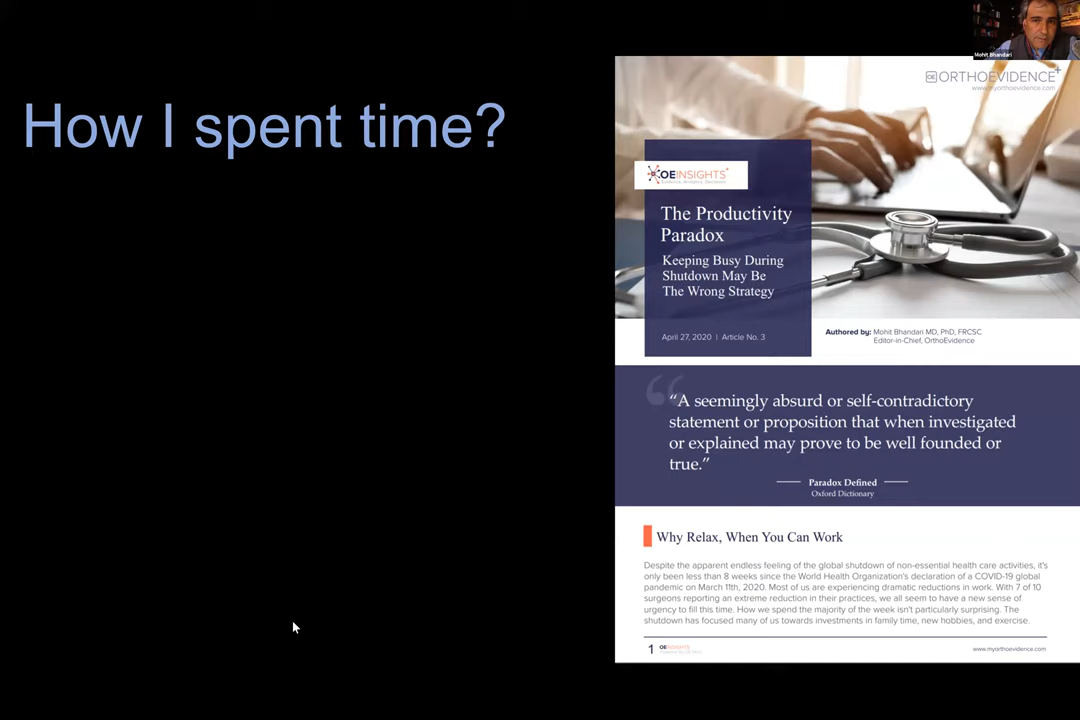 Mohit Bhandari
How I spent time?
OE ORTHOEVIDENCE+
www.myorthoevidence.com
OEINSIGHTS+
Evidence. Analytics. Decisions.
The Productivity
Paradox
Keeping Busy During
Shutdown May Be
The Wrong Strategy
April 27, 2020 | Article No. 3
Authored by: Mohit Bhandari MD, PhD, FRCSC
Editor-in-Chief, OrthoEvidence
“A seemingly absurd or self-contradictory
statement or proposition that when investigated
or explained may prove to be well founded or
true.”
Paradox Defined
Oxford Dictionary
Why Relax, When You Can Work
Despite the apparent endless feeling of the global shutdown of non-essential health care activities, it's
only been less than 8 weeks since the World Health Organization's declaration of a COVID-19 global
pandemic on March 11th, 2020. Most of us are experiencing dramatic reductions in work. With 7 of 10
surgeons reporting an extreme reduction in their practices, we all seem to have a new sense of
urgency to fill this time. How we spend the majority of the week isn't particularly surprising. The
shutdown has focused many of us towards investments in family time, new hobbies, and exercise.
1 OEINSIGHTS
www.myorthoevidence.com